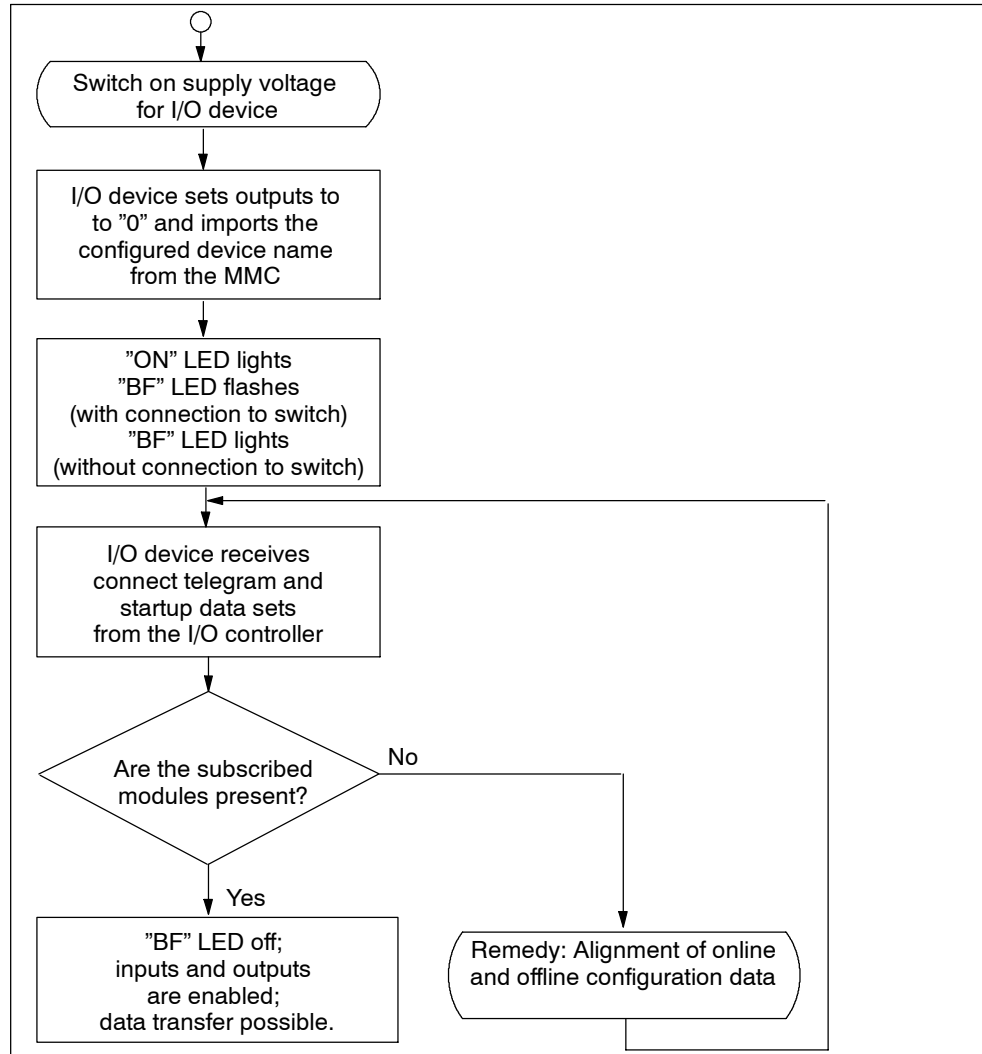 Switch on supply voltage
for I/O device
I/O device sets outputs to
to ”0” and imports the
configured device name
from the MMC
”ON” LED lights
”BF” LED flashes
(with connection to switch)
”BF” LED lights
(without connection to switch)
I/O device receives
connect telegram and
startup data sets
from the I/O controller
Are the subscribed
modules present?
No
Yes
”BF” LED off;
inputs and outputs
are enabled;
data transfer possible.
Remedy: Alignment of online
and offline configuration data